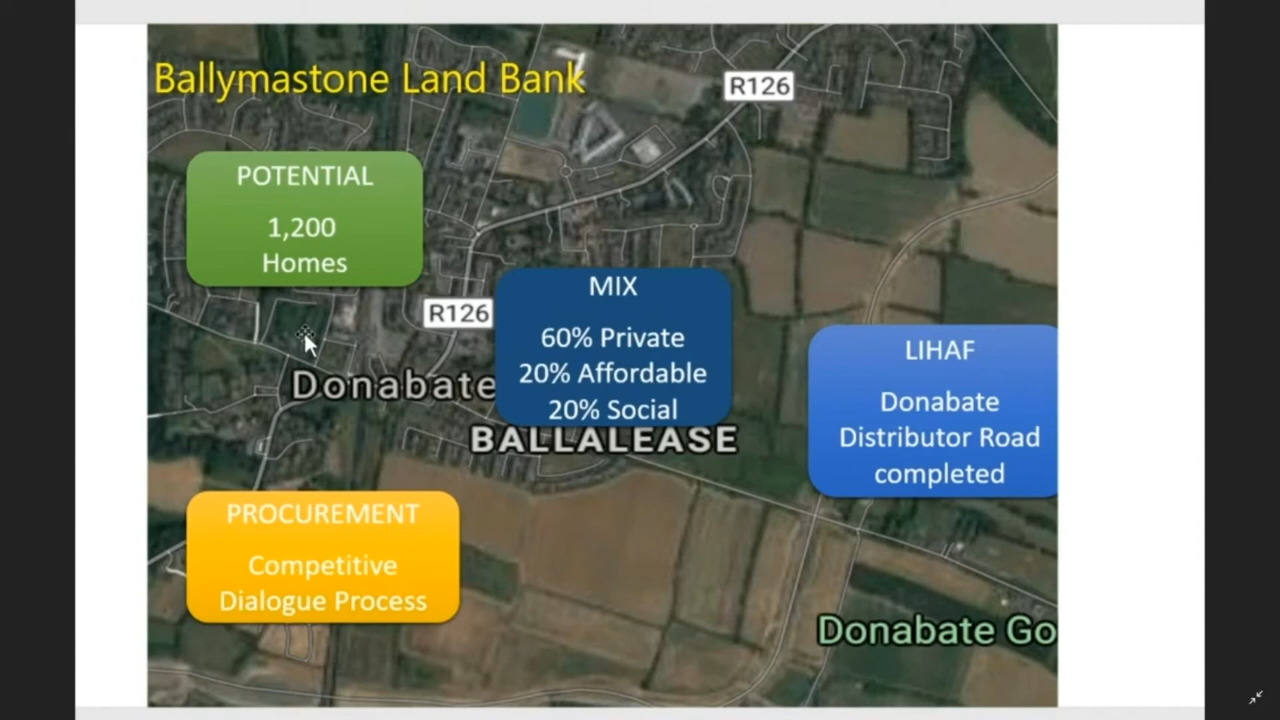 Ballymastone Land Bank
R126
POTENTIAL
1,200
Homes
MIX
60% Private
20% Affordable
20% Social
R126
LIHAF
Donabate
Distributor Road
completed
Donabate
BALLALEASE
PROCUREMENT
Competitive
Dialogue Process
Donabate Go